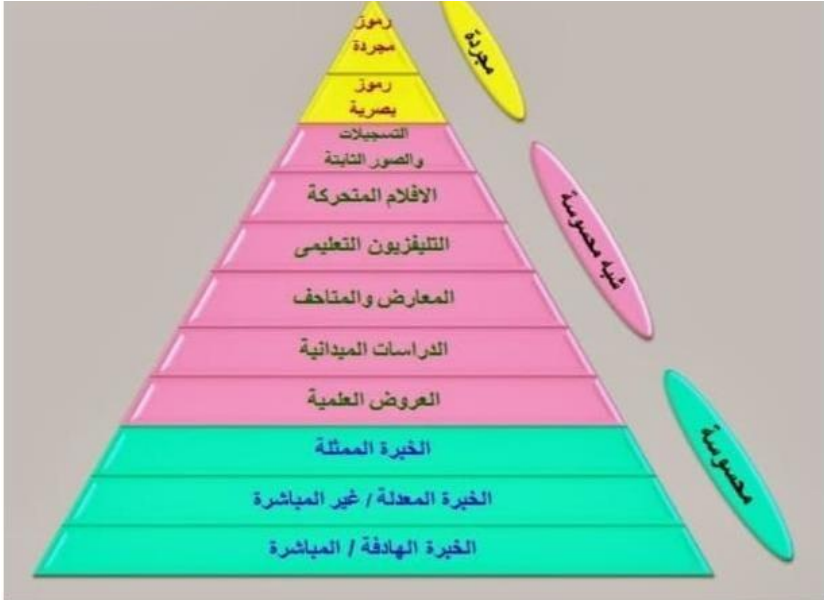 رموز
مجردة
رموز
بصرية
التسجيلات
والصور الثابتة
الافلام المتحركة
التليفزيون التعليمى
المعارض والمتاحف
الدراسات الميدانية
العروض العلمية
الخبرة الممثلة
الخبرة المعدلة / غير المباشرة
الخبرة الهادفة / المباشرة
مجردة
شبه محسوسة
محسوسة